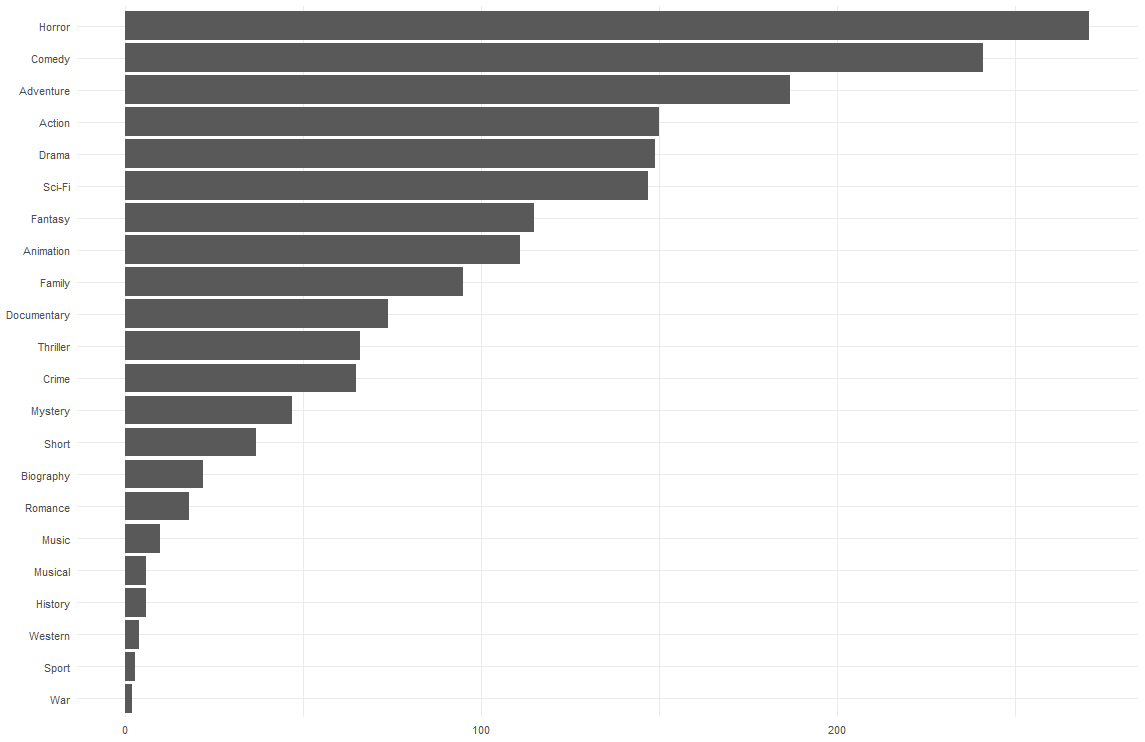 Horror
Comedy
Adventure
Action
Drama
Sci-Fi
Fantasy
Animation
Family
Documentary
Thriller
Crime
Mystery
Short
Biography
Romance
Music
Musical
History
Western
Sport
War
0 100 200